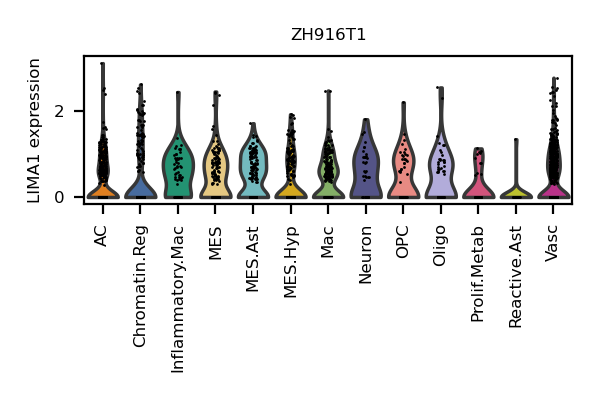 ZH916T1
LIMA1 expression
2
0
AC
Chromatin.Reg
Inflammatory.Mac
MES
MES.Ast
MES.Hyp
Mac
Neuron
OPC
Oligo
Prolif.Metab
Reactive.Ast
Vasc